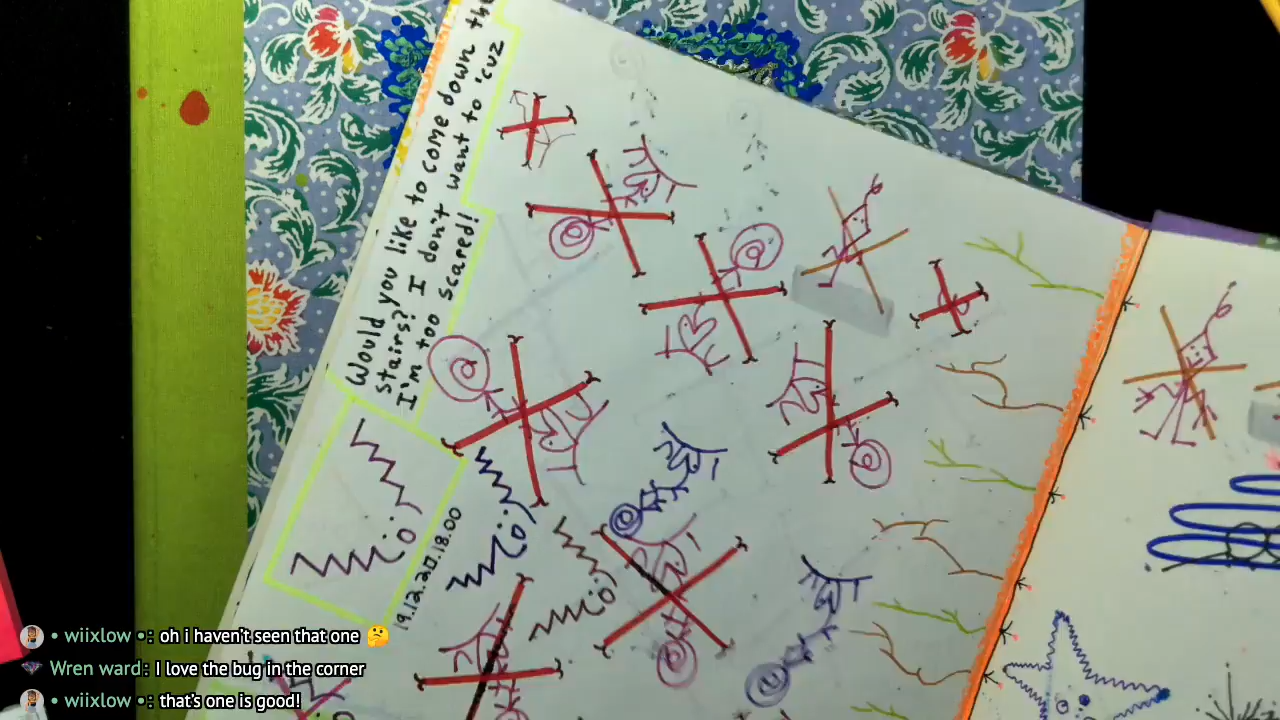 Would you like to come down the
stairs? I don't want to 'cuz
I'm too scared!
19.12.20.18.00
• wiixlow •: oh i haven't seen that one 🤔
Wren ward: I love the bug in the corner
• wiixlow •: that's one is good!